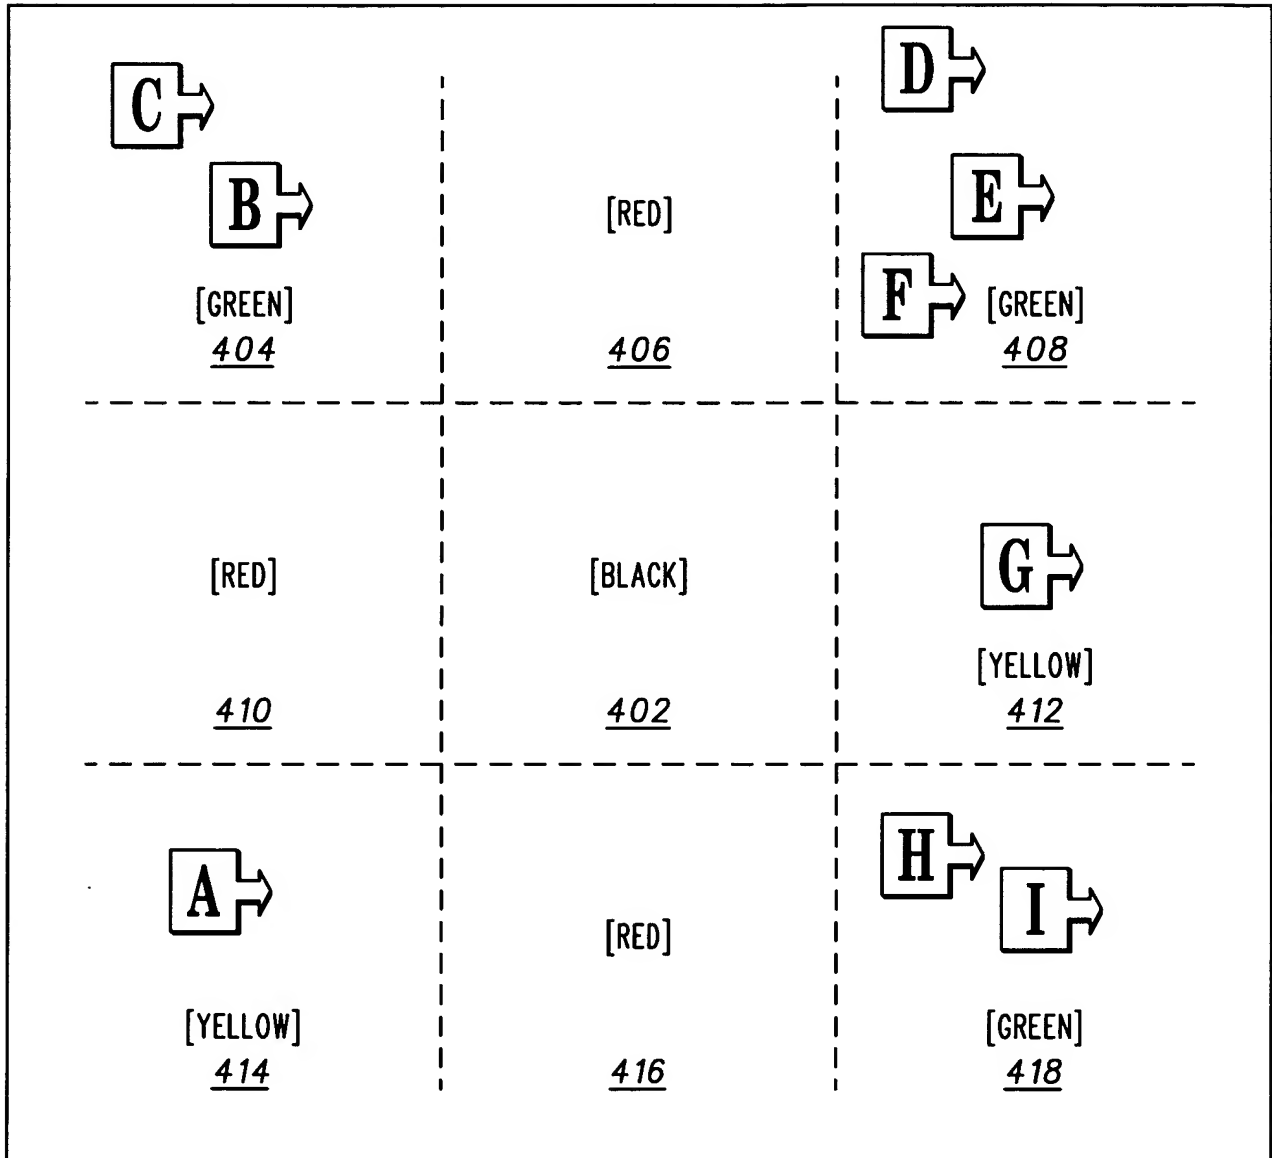 C
B
[GREEN]
404
[RED]
406
D
E
F
[GREEN]
408
[RED]
410
[BLACK]
402
G
[YELLOW]
412
A
[YELLOW]
414
[RED]
416
H
I
[GREEN]
418